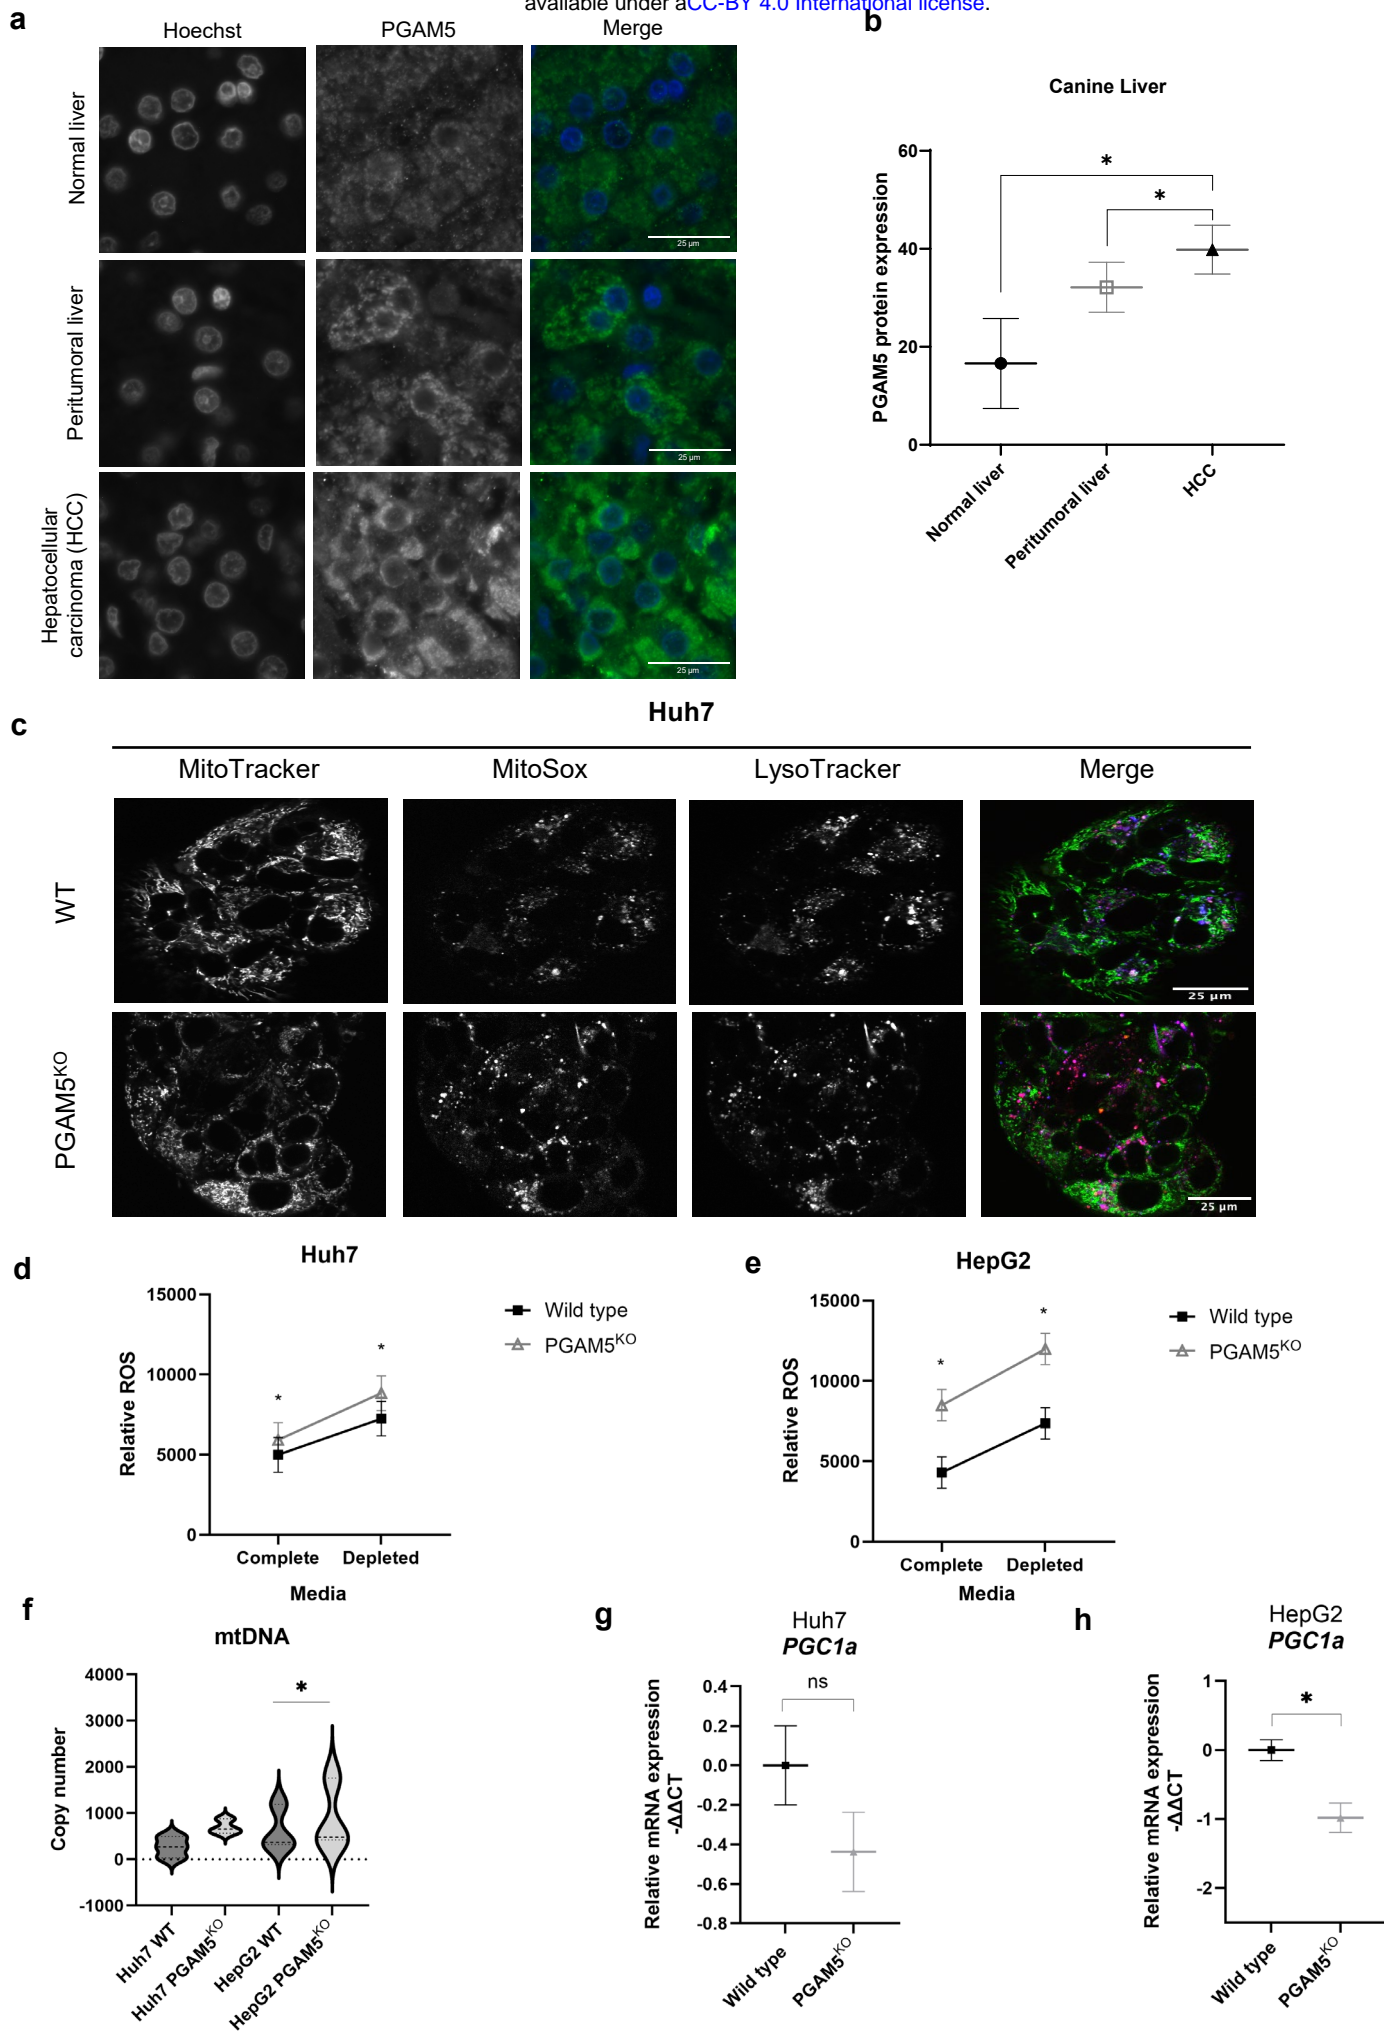 available under aCC-BY 4.0 International license.
a
Hoechst
PGAM5
Merge
Normal liver
25 µm
Peritumoral liver
25 µm
Hepatocellular
carcinoma (HCC)
25 µm
b
Canine Liver
PGAM5 protein expression
60
40
20
0
*
*
Normal liver
Peritumoral liver
HCC
c
Huh7
MitoTracker
MitoSox
LysoTracker
Merge
WT
25 µm
PGAM5KO
25 µm
d
Huh7
Relative ROS
15000
10000
5000
0
*
*
Complete
Depleted
Media
Wild type
PGAM5KO
e
HepG2
Relative ROS
15000
10000
5000
0
*
*
Complete
Depleted
Media
Wild type
PGAM5KO
f
mtDNA
Copy number
4000
3000
2000
1000
0
-1000
*
Huh7 WT
Huh7 PGAM5KO
HepG2 WT
HepG2 PGAM5KO
g
Huh7
PGC1a
Relative mRNA expression
-ΔΔCT
0.4
0.2
0.0
-0.2
-0.4
-0.6
-0.8
ns
Wild type
PGAM5KO
h
HepG2
PGC1a
Relative mRNA expression
-ΔΔCT
1
0
-1
-2
*
Wild type
PGAM5KO